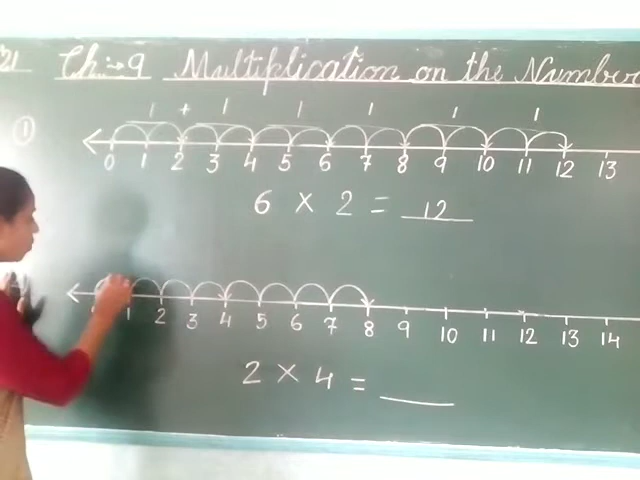 21 Ch:-9 Multiplication on the Number
①
1 + 1 1 1 1 1
0 1 2 3 4 5 6 7 8 9 10 11 12 13
6 × 2 = 12
1 2 3 4 5 6 7 8 9 10 11 12 13 14
2 × 4 = ____